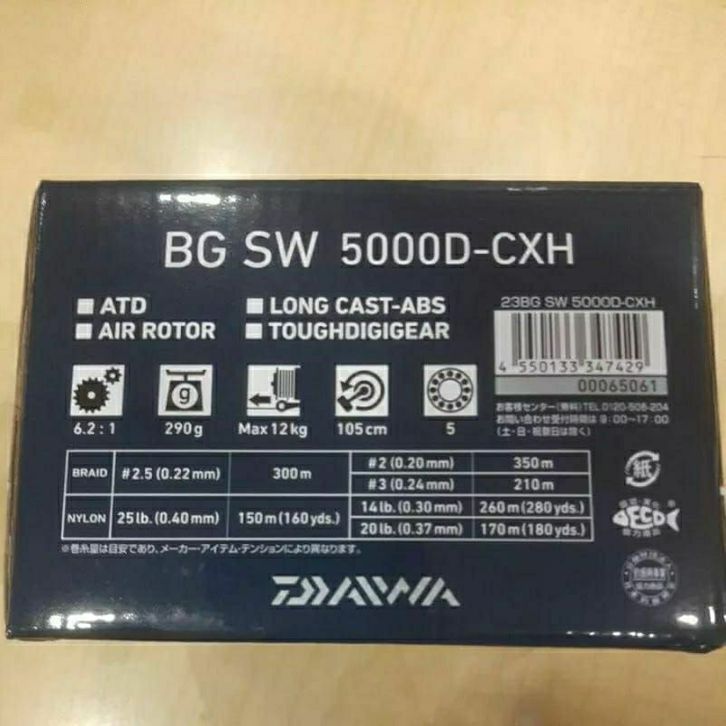 BG SW 5000D-CXH
■ ATD
■ AIR ROTOR
■ LONG CAST-ABS
■ TOUGHDIGIGEAR
23BG SW 5000D-CXH
4 550133 347429
00065061
お客様センター(無料)TEL.0120-506-204
お問い合わせ受付時間は 9:00〜17:00
(土・日・祝祭日は除く)
g
6.2 : 1
290g
Max 12kg
105cm
5
BRAID #2.5 (0.22mm) 300m #2 (0.20mm) 350m
#3 (0.24mm) 210m
NYLON 25lb. (0.40mm) 150m(160yds.) 14lb. (0.30mm) 260m(280yds.)
20lb. (0.37mm) 170m(180yds.)
※巻糸量は目安であり、メーカー・アイテム・テンションにより異なります。
紙
ECO
DAIWA